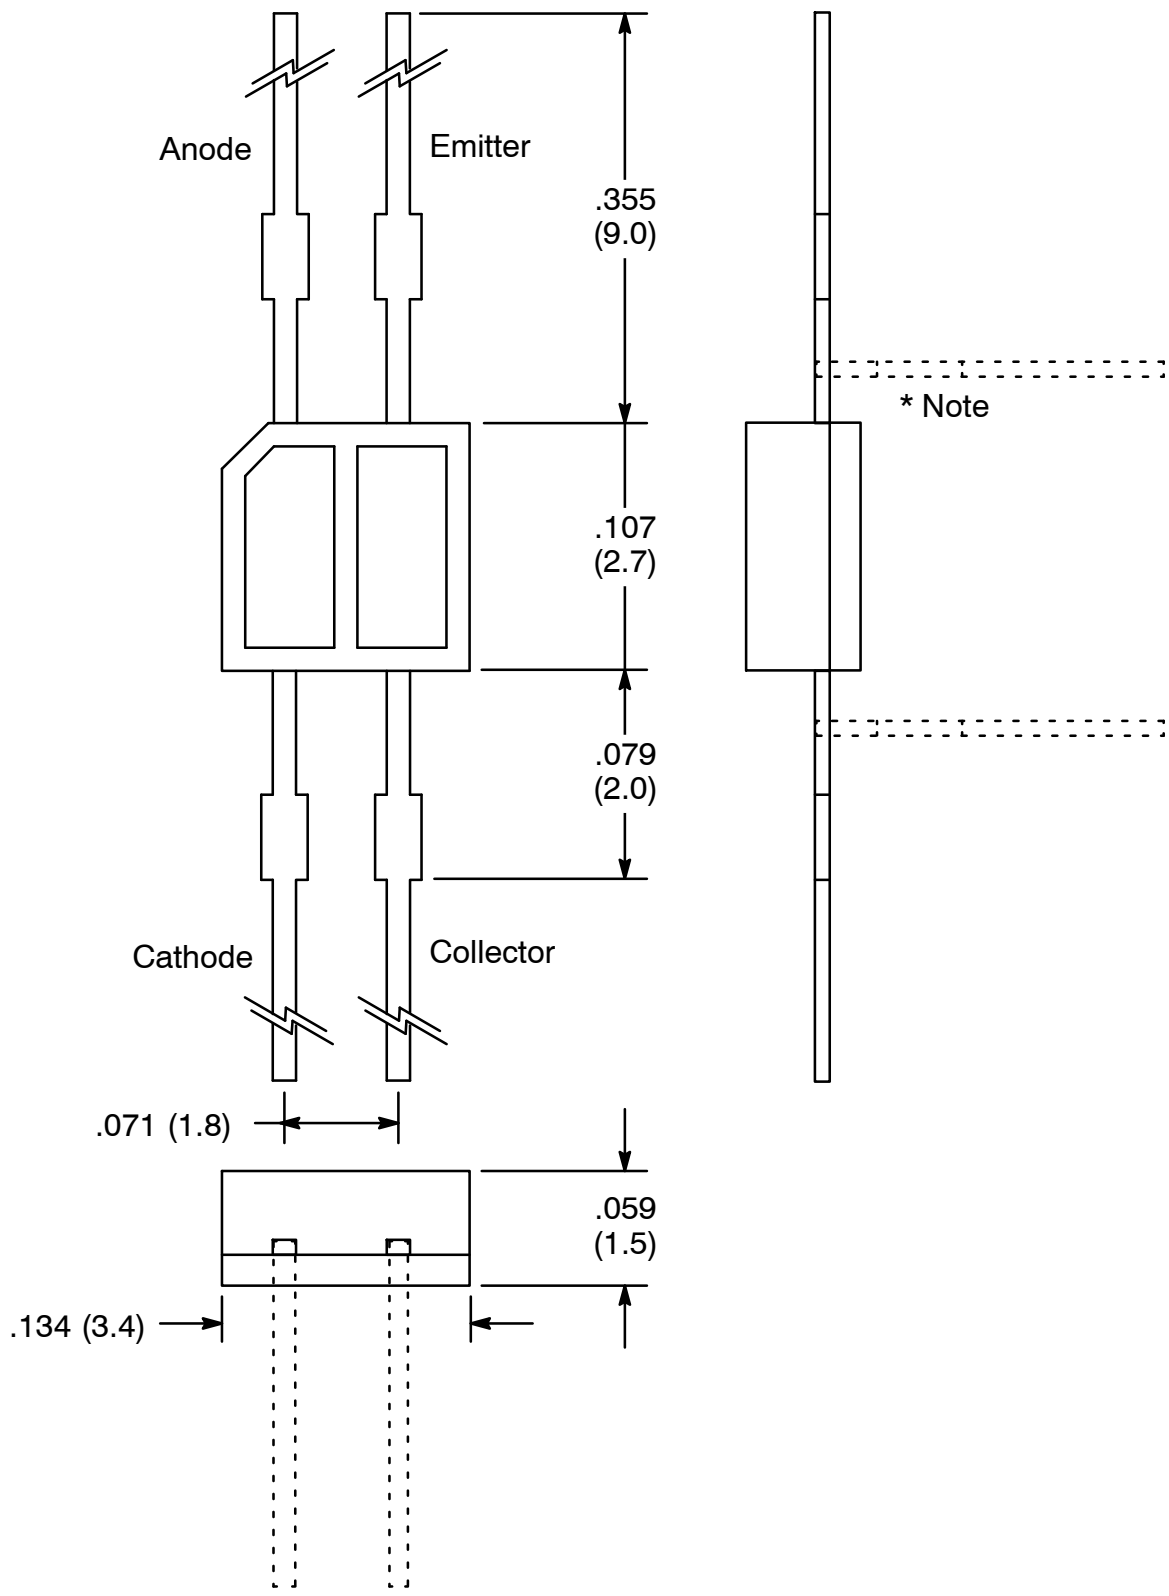 Anode
Emitter
.355
(9.0)
* Note
.107
(2.7)
.079
(2.0)
Cathode
Collector
.071 (1.8)
.059
(1.5)
.134 (3.4)